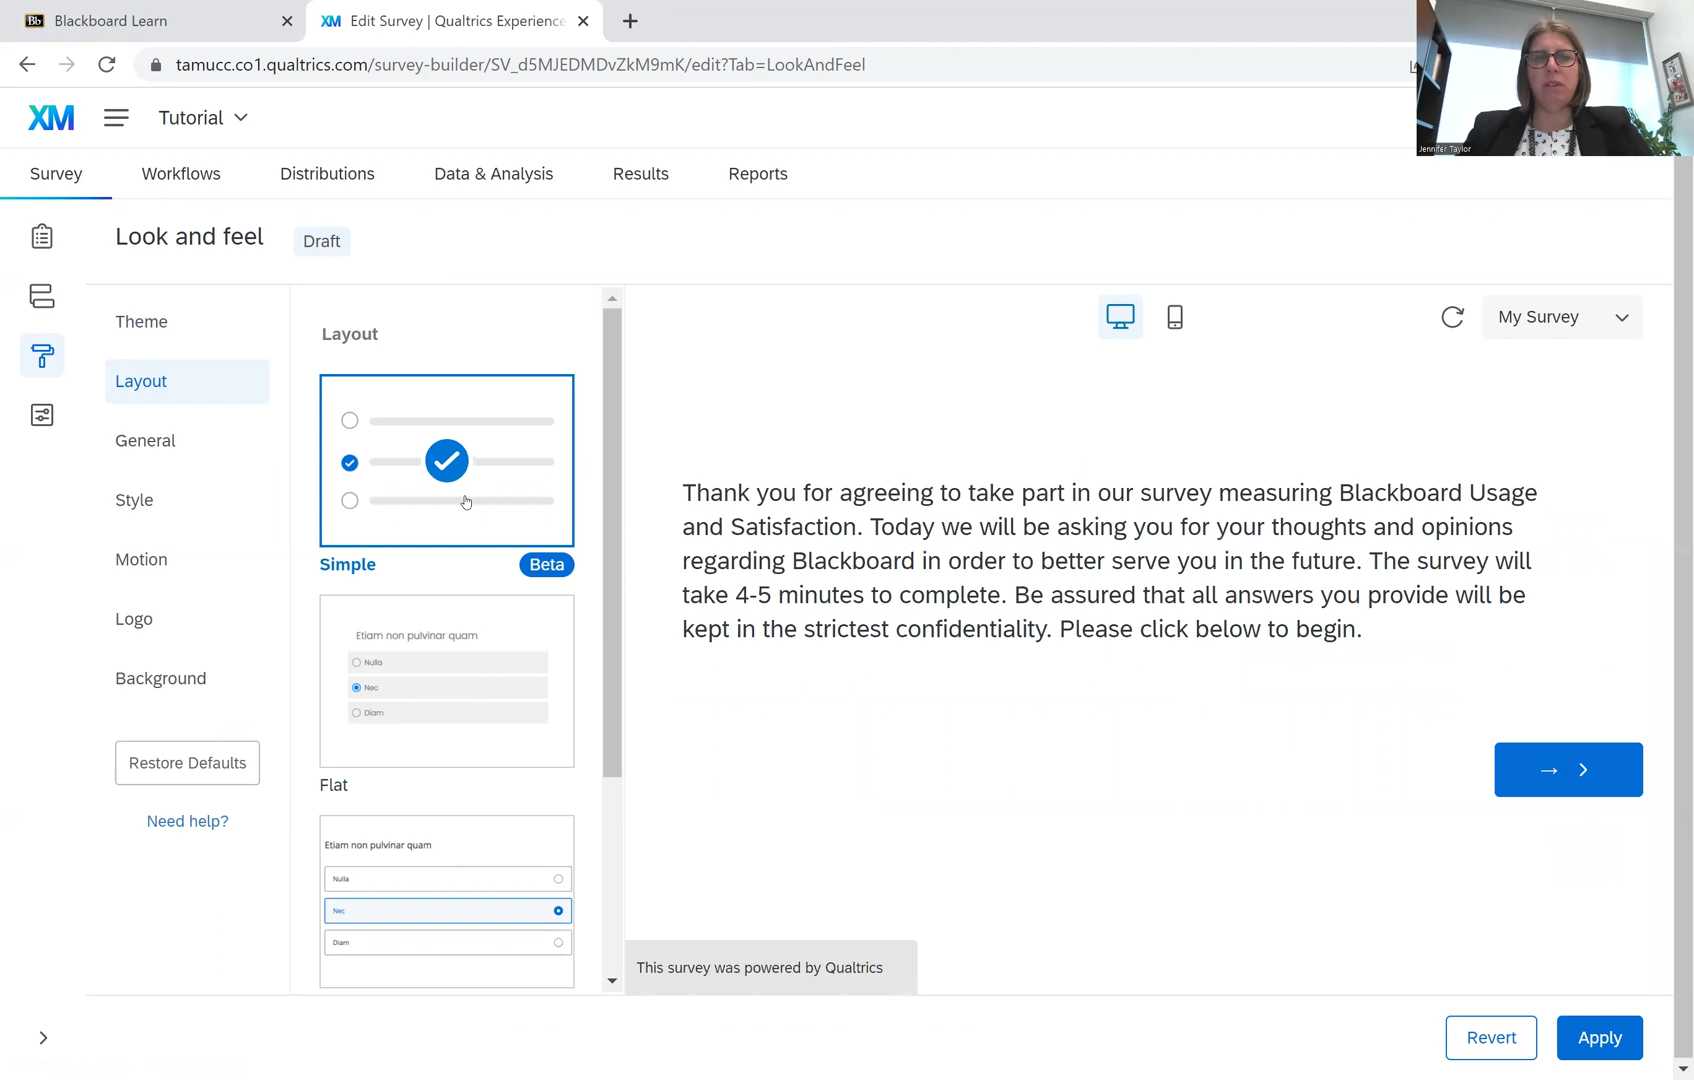 Bb Blackboard Learn
XM Edit Survey | Qualtrics Experience
tamucc.co1.qualtrics.com/survey-builder/SV_d5MJEDMDvZkM9mK/edit?Tab=LookAndFeel
Jennifer Taylor
XM Tutorial
Survey Workflows Distributions Data & Analysis Results Reports
Look and feel Draft
Theme
Layout
General
Style
Motion
Logo
Background
Restore Defaults
Need help?
Layout
Simple Beta
Etiam non pulvinar quam
Nulla
Nec
Diam
Flat
Etiam non pulvinar quam
Nulla
Nec
Diam
My Survey
Thank you for agreeing to take part in our survey measuring Blackboard Usage
and Satisfaction. Today we will be asking you for your thoughts and opinions
regarding Blackboard in order to better serve you in the future. The survey will
take 4-5 minutes to complete. Be assured that all answers you provide will be
kept in the strictest confidentiality. Please click below to begin.
→
This survey was powered by Qualtrics
Revert Apply